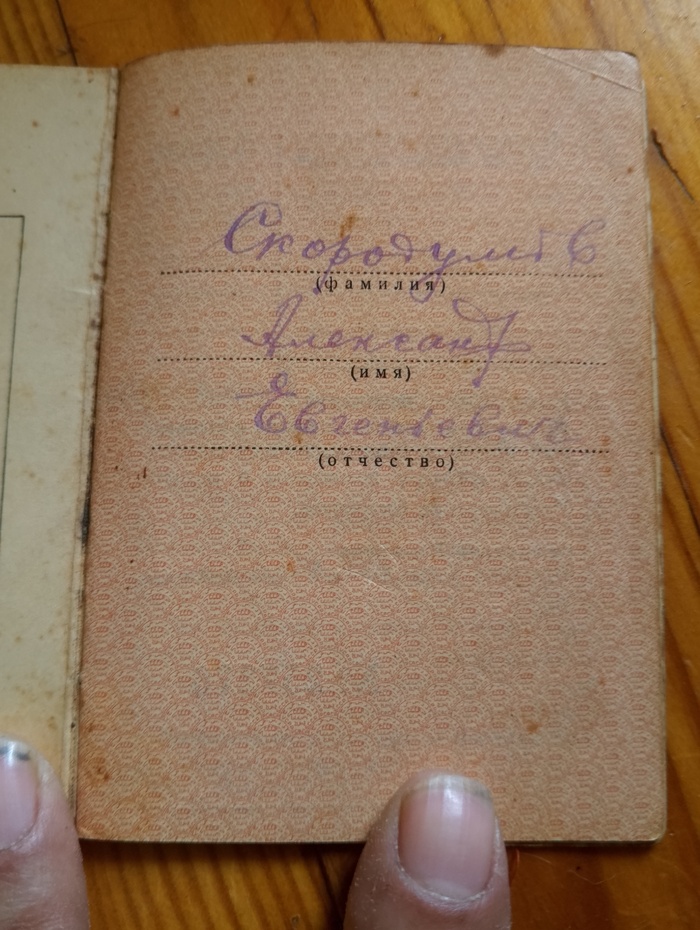 Скородумов
(фамилия)
Александр
(имя)
Евгеньевич
(отчество)